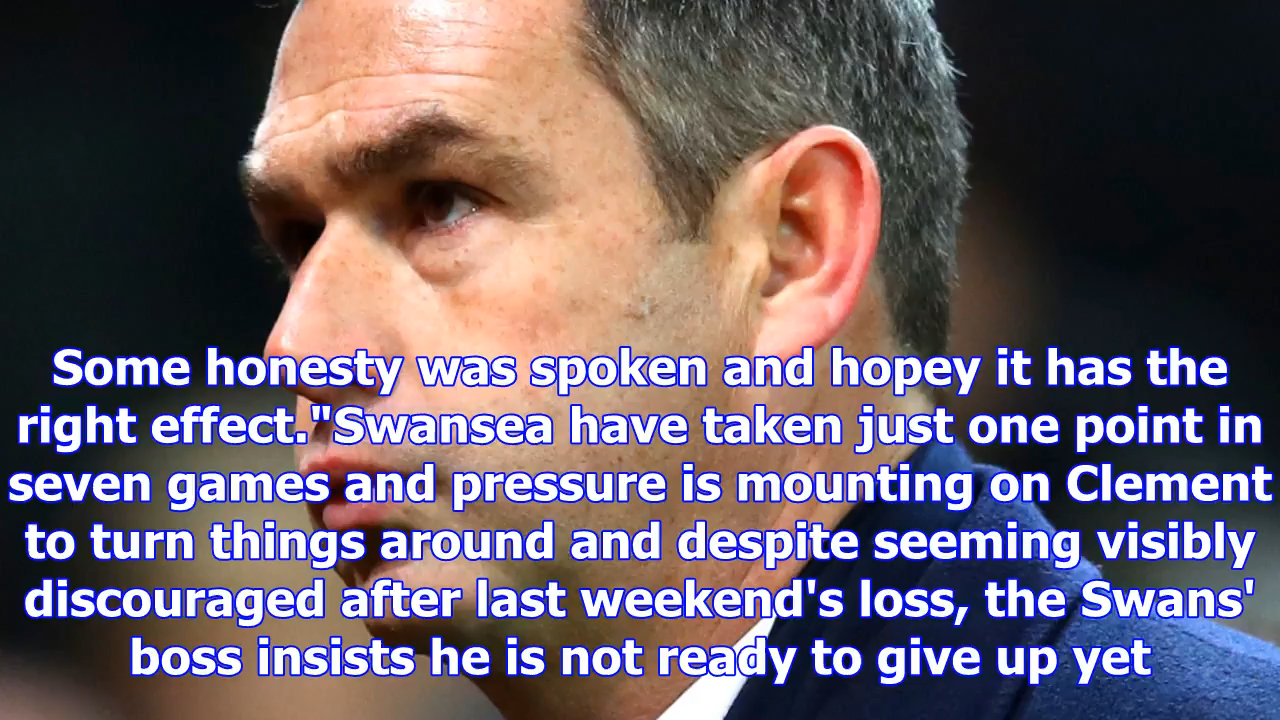 Some honesty was spoken and hopey it has the
right effect."Swansea have taken just one point in
seven games and pressure is mounting on Clement
to turn things around and despite seeming visibly
discouraged after last weekend's loss, the Swans'
boss insists he is not ready to give up yet